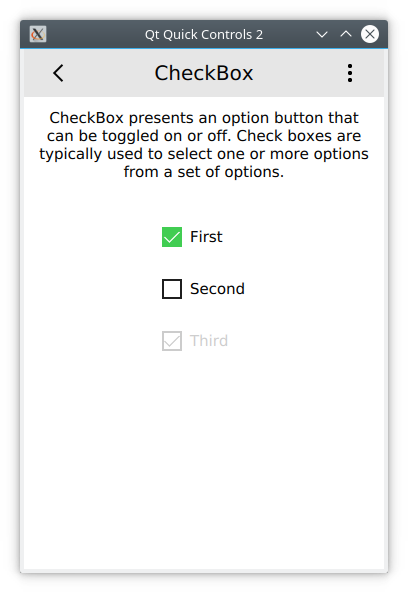 Qt Quick Controls 2
CheckBox
CheckBox presents an option button that
can be toggled on or off. Check boxes are
typically used to select one or more options
from a set of options.
First
Second
Third